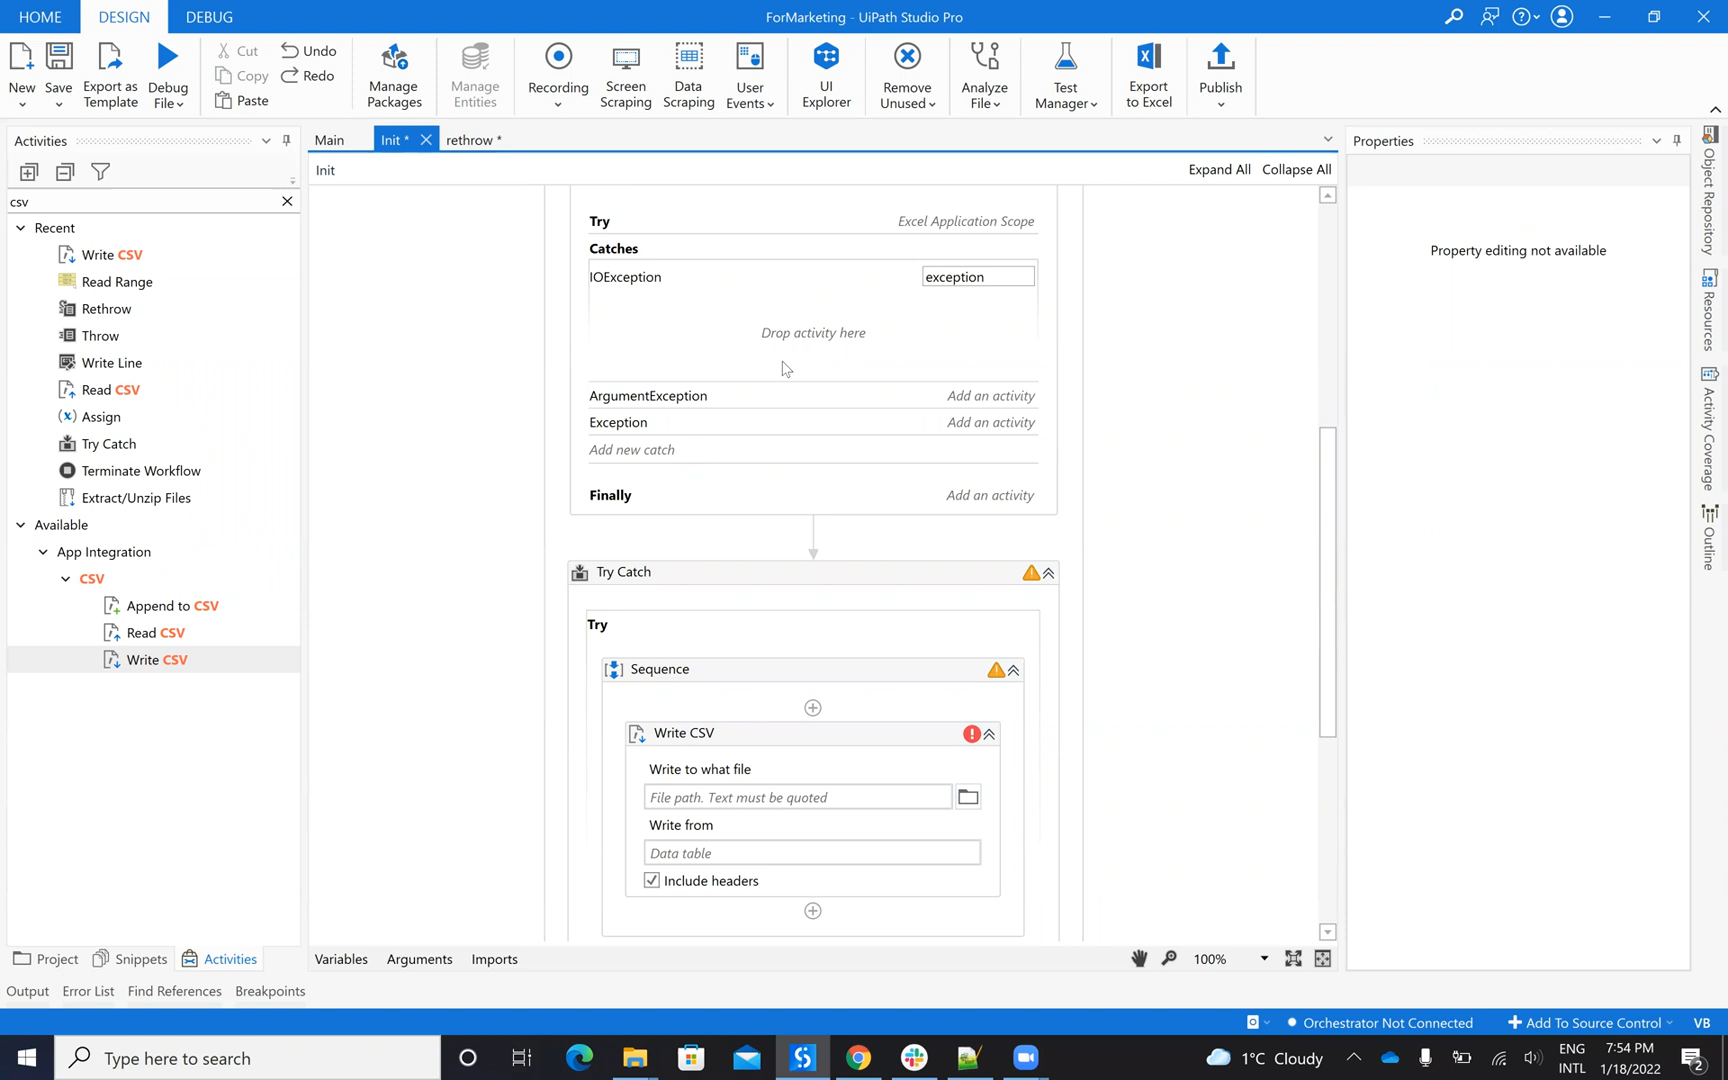 HOME DESIGN DEBUG ForMarketing - UiPath Studio Pro
New
Save
Export as
Template
Debug
File
Cut
Copy
Paste
Undo
Redo
Manage
Packages
Manage
Entities
Recording
Screen
Scraping
Data
Scraping
User
Events
UI
Explorer
Remove
Unused
Analyze
File
Test
Manager
Export
to Excel
Publish
Activities
csv
Recent
Write CSV
Read Range
Rethrow
Throw
Write Line
Read CSV
Assign
Try Catch
Terminate Workflow
Extract/Unzip Files
Available
App Integration
CSV
Append to CSV
Read CSV
Write CSV
Project Snippets Activities
Main Init * rethrow *
Init Expand All Collapse All
Try Excel Application Scope
Catches
IOException exception
Drop activity here
ArgumentException Add an activity
Exception Add an activity
Add new catch
Finally Add an activity
Try Catch
Try
Sequence
Write CSV
Write to what file
File path. Text must be quoted
Write from
Data table
Include headers
Variables Arguments Imports 100%
Properties
Property editing not available
Object Repository
Resources
Activity Coverage
Outline
Output Error List Find References Breakpoints
Orchestrator Not Connected Add To Source Control VB
Type here to search
1°C Cloudy
ENG
INTL
7:54 PM
1/18/2022
2